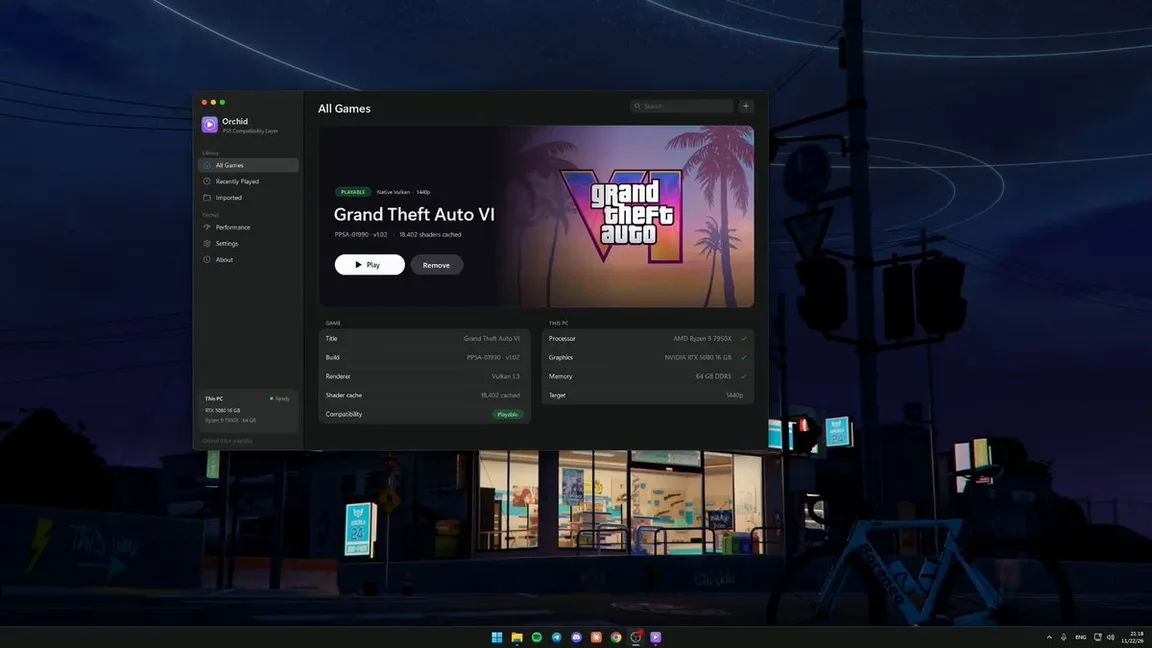 All Games
Search
Orchid
PS5 Compatibility Layer
Library
All Games
Recently Played
Imported
Orchid
Performance
Settings
About
This PC
Ready
RTX 5080 16 GB
Ryzen 9 7950X · 64 GB
PLAYABLE Native Vulkan · 1440p
Grand Theft Auto VI
PPSA-01990 · v1.02 · 18.402 shaders cached
Play
Remove
VI
grand
theft
auto
GAME
Title Grand Theft Auto VI
Build PPSA-01990 · v1.02
Renderer Vulkan 1.3
Shader cache 18.402 cached
Compatibility Playable
THIS PC
Processor AMD Ryzen 9 7950X
Graphics NVIDIA RTX 5080 16 GB
Memory 64 GB DDR5
Target 1440p
24
24
ENG
21:18
11/22/26